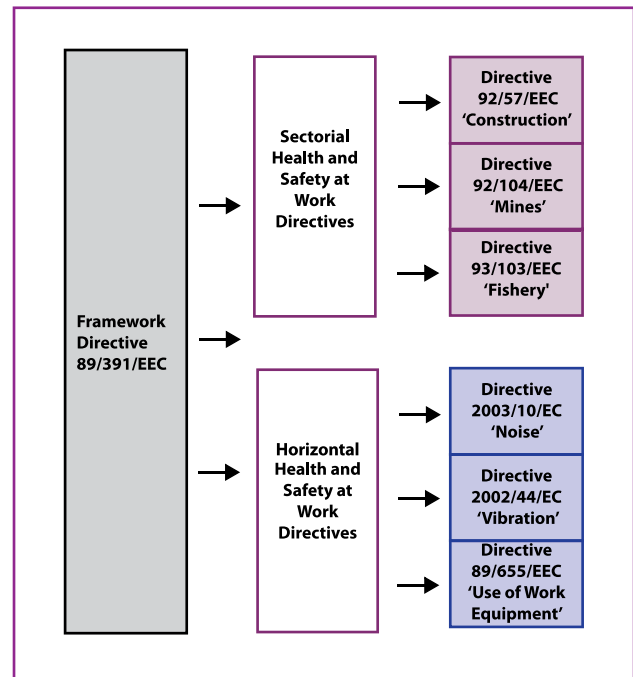 Framework
Directive
89/391/EEC
Sectorial
Health and
Safety at
Work
Directives
Directive
92/57/EEC
‘Construction’
Directive
92/104/EEC
‘Mines’
Directive
93/103/EEC
‘Fishery'
Horizontal
Health and
Safety at
Work
Directives
Directive
2003/10/EC
‘Noise’
Directive
2002/44/EC
‘Vibration’
Directive
89/655/EEC
‘Use of Work
Equipment’